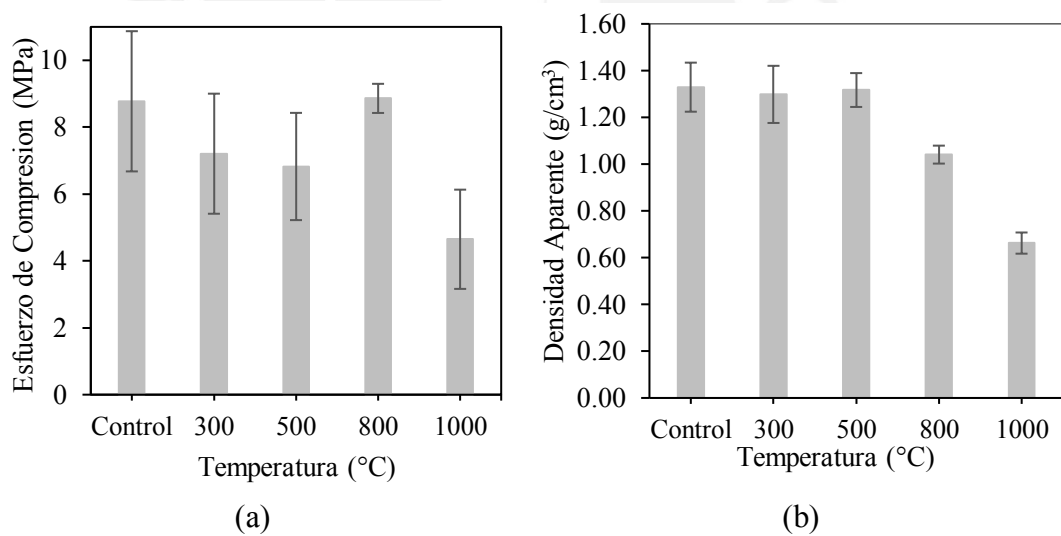 Esfuerzo de Compresion (MPa)
10
8
6
4
2
0
Control 300 500 800 1000
Temperatura (°C)
(a)
Densidad Aparente (g/cm³)
1.60
1.40
1.20
1.00
0.80
0.60
0.40
0.20
0.00
Control 300 500 800 1000
Temperatura (°C)
(b)